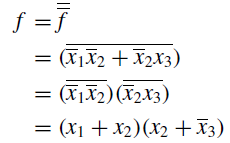 $f = \overline{\overline{f}}$
$= (\overline{\overline{x}_1\overline{x}_2 + \overline{x}_2x_3})$
$= (\overline{\overline{x}_1\overline{x}_2})(\overline{\overline{x}_2x_3})$
$= (x_1 + x_2)(x_2 + \overline{x}_3)$